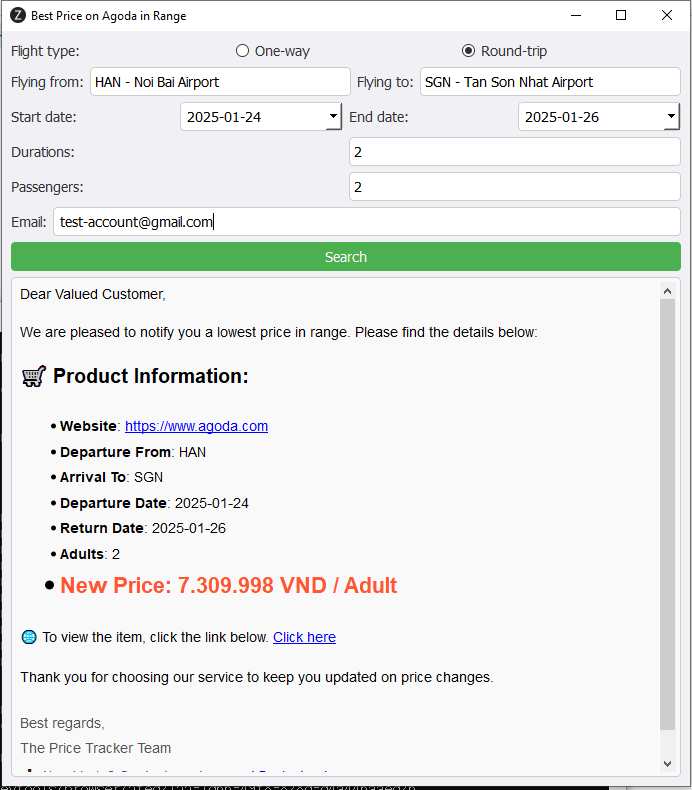 Z Best Price on Agoda in Range
Flight type: One-way Round-trip
Flying from: HAN - Noi Bai Airport Flying to: SGN - Tan Son Nhat Airport
Start date: 2025-01-24 End date: 2025-01-26
Durations: 2
Passengers: 2
Email: test-account@gmail.com
Search
Dear Valued Customer,
We are pleased to notify you a lowest price in range. Please find the details below:
Product Information:
• Website: https://www.agoda.com
• Departure From: HAN
• Arrival To: SGN
• Departure Date: 2025-01-24
• Return Date: 2025-01-26
• Adults: 2
• New Price: 7.309.998 VND / Adult
To view the item, click the link below. Click here
Thank you for choosing our service to keep you updated on price changes.
Best regards,
The Price Tracker Team